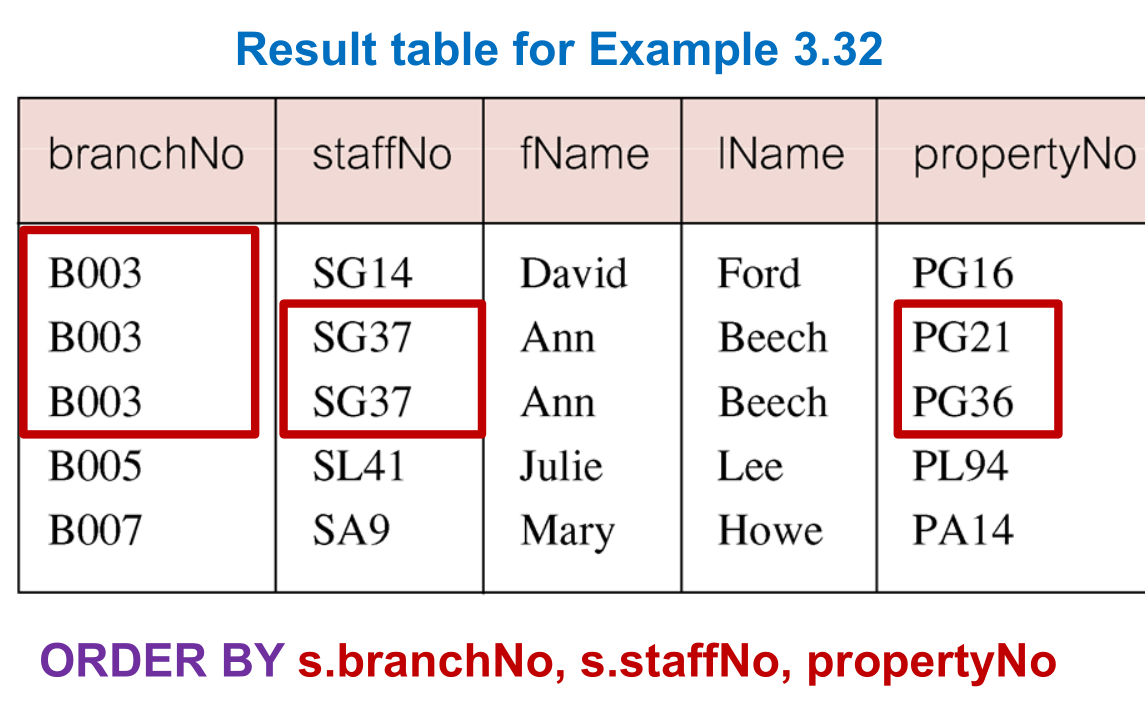 Result table for Example 3.32
branchNo staffNo fName lName propertyNo
B003 SG14 David Ford PG16
B003 SG37 Ann Beech PG21
B003 SG37 Ann Beech PG36
B005 SL41 Julie Lee PL94
B007 SA9 Mary Howe PA14
ORDER BY s.branchNo, s.staffNo, propertyNo